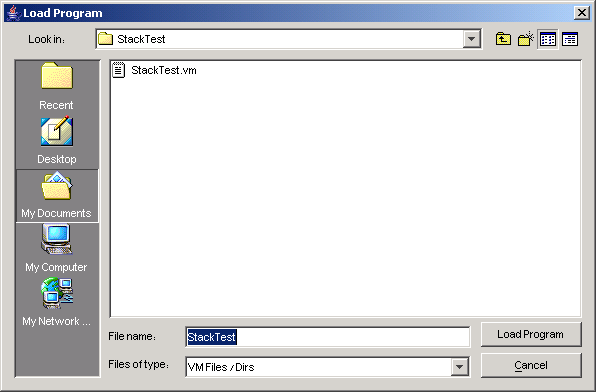 Load Program
Look in:
StackTest
StackTest.vm
Recent
Desktop
My Documents
My Computer
My Network ...
File name:
StackTest
Load Program
Files of type:
VM Files / Dirs
Cancel